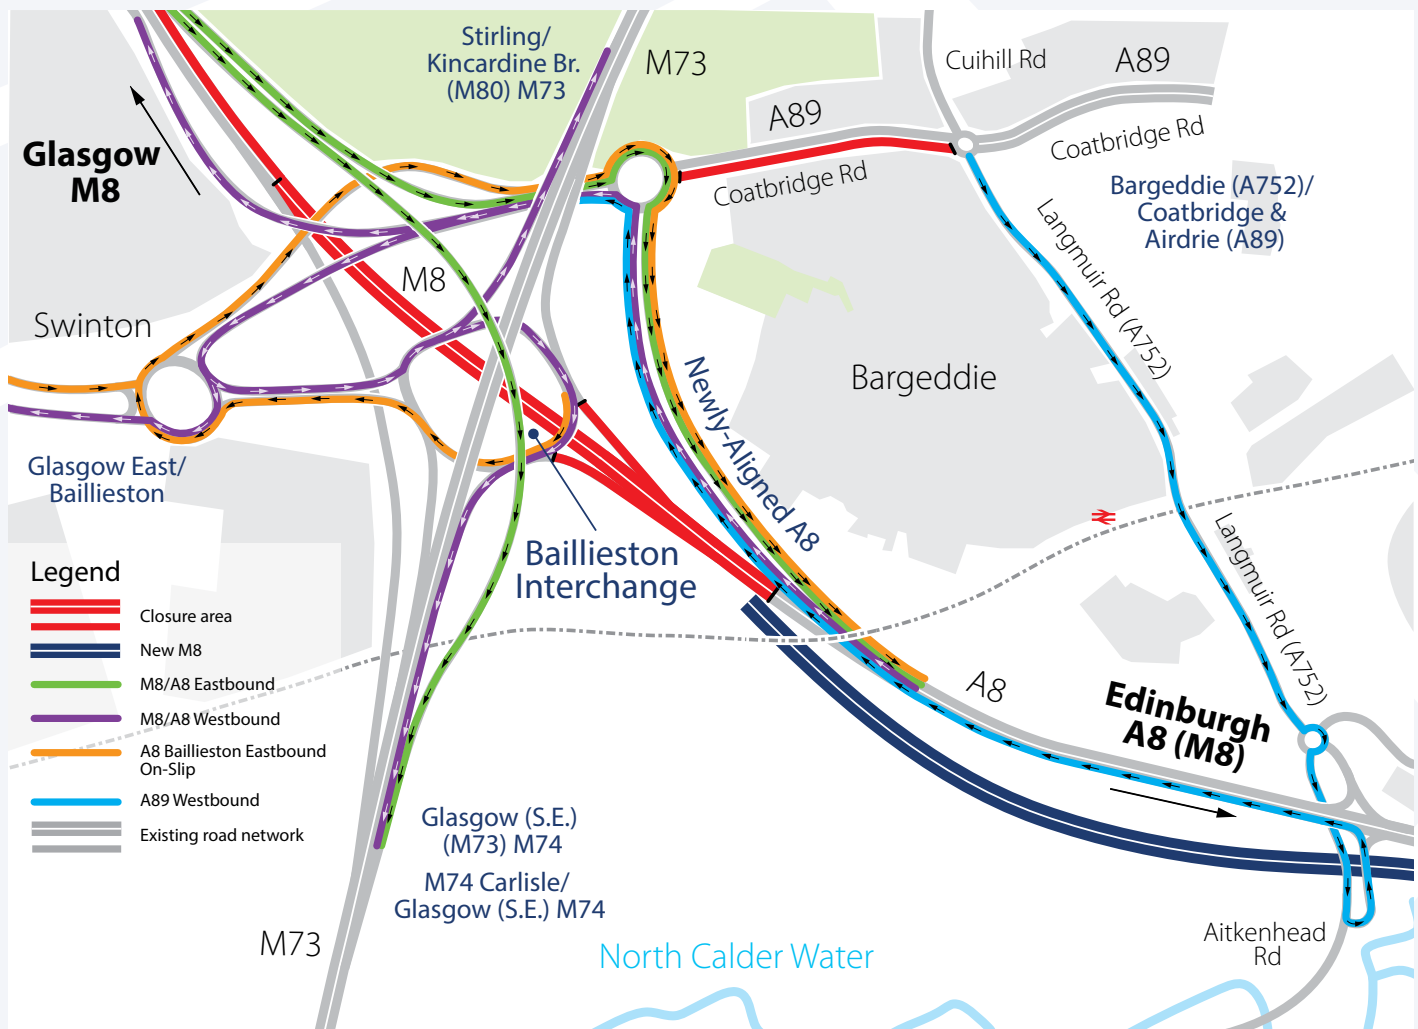 Stirling/
Kincardine Br.
(M80) M73
M73
Cuihill Rd
A89
A89
Coatbridge Rd
Coatbridge Rd
Glasgow
M8
Bargeddie (A752)/
Coatbridge &
Airdrie (A89)
Langmuir Rd (A752)
M8
Swinton
Newly-Aligned A8
Bargeddie
Glasgow East/
Baillieston
Baillieston
Interchange
Langmuir Rd (A752)
Legend
Closure area
New M8
M8/A8 Eastbound
M8/A8 Westbound
A8 Baillieston Eastbound
On-Slip
A89 Westbound
Existing road network
A8
Edinburgh
A8 (M8)
Glasgow (S.E.)
(M73) M74
M74 Carlisle/
Glasgow (S.E.) M74
M73
North Calder Water
Aitkenhead
Rd